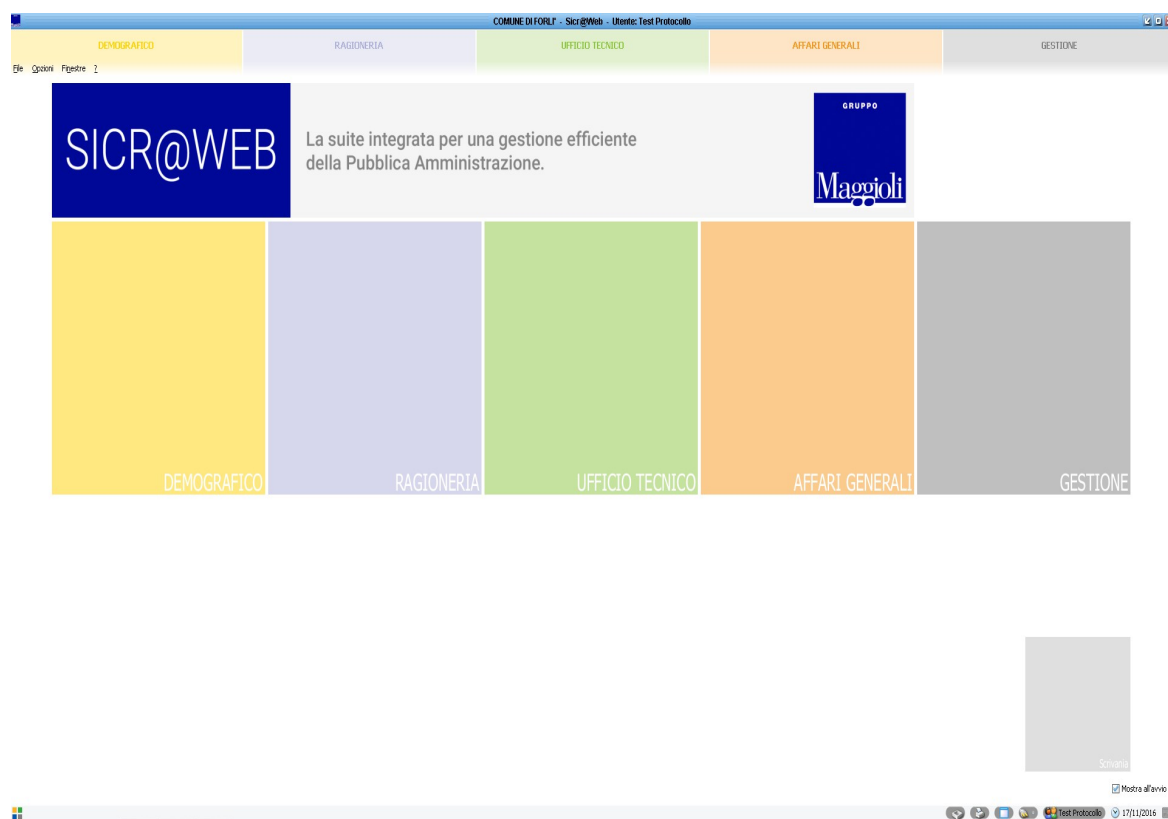 COMUNE DI FORLI' - Sicr@Web - Utente: Test Protocollo
DEMOGRAFICO RAGIONERIA UFFICIO TECNICO AFFARI GENERALI GESTIONE
File Opzioni Finestre ?
SICR@WEB
La suite integrata per una gestione efficiente
della Pubblica Amministrazione.
GRUPPO
Maggioli
DEMOGRAFICO RAGIONERIA UFFICIO TECNICO AFFARI GENERALI GESTIONE
Scrivania
Mostra all'avvio
Test Protocollo 17/11/2016